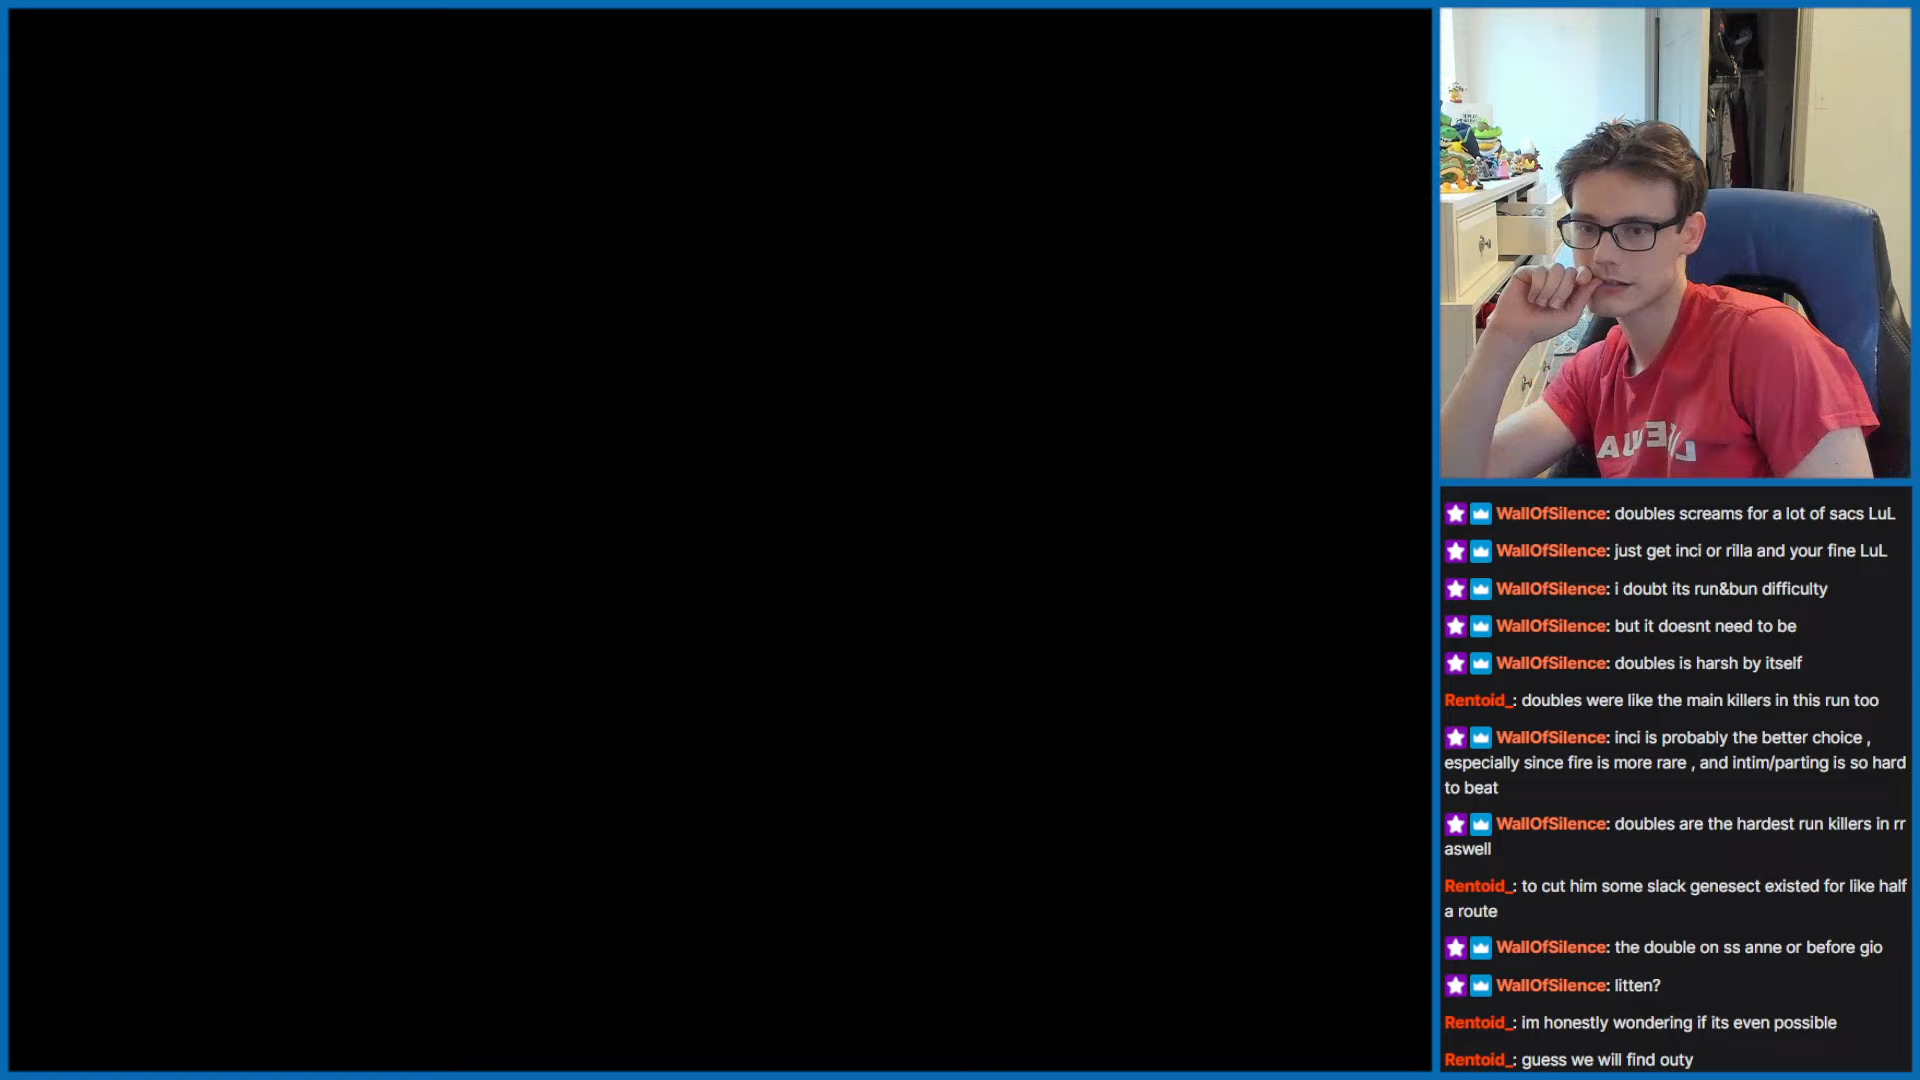 WallOfSilence: doubles screams for a lot of sacs LuL
WallOfSilence: just get inci or rilla and your fine LuL
WallOfSilence: i doubt its run&bun difficulty
WallOfSilence: but it doesnt need to be
WallOfSilence: doubles is harsh by itself
Rentoid_: doubles were like the main killers in this run too
WallOfSilence: inci is probably the better choice ,
especially since fire is more rare , and intim/parting is so hard
to beat
WallOfSilence: doubles are the hardest run killers in rr
aswell
Rentoid_: to cut him some slack genesect existed for like half
a route
WallOfSilence: the double on ss anne or before gio
WallOfSilence: litten?
Rentoid_: im honestly wondering if its even possible
Rentoid_: guess we will find outy